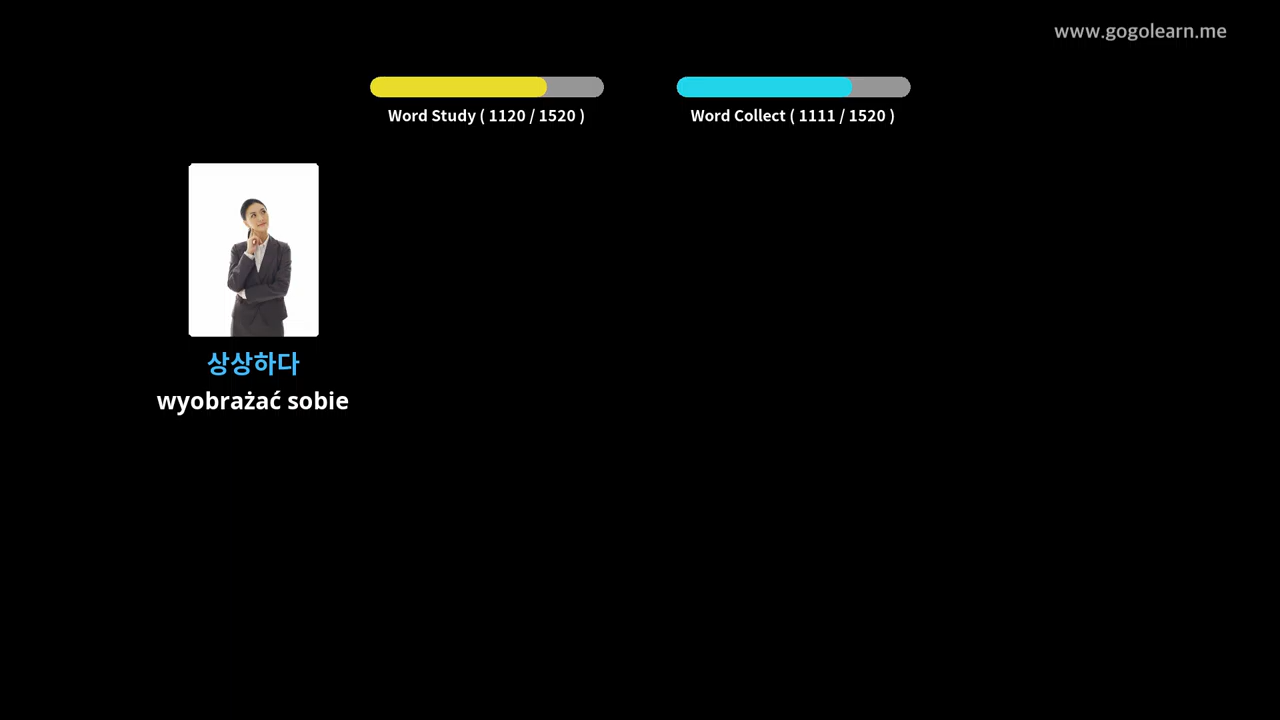 www.gogolearn.me
Word Study ( 1120 / 1520 )
Word Collect ( 1111 / 1520 )
상상하다
wyobrażać sobie